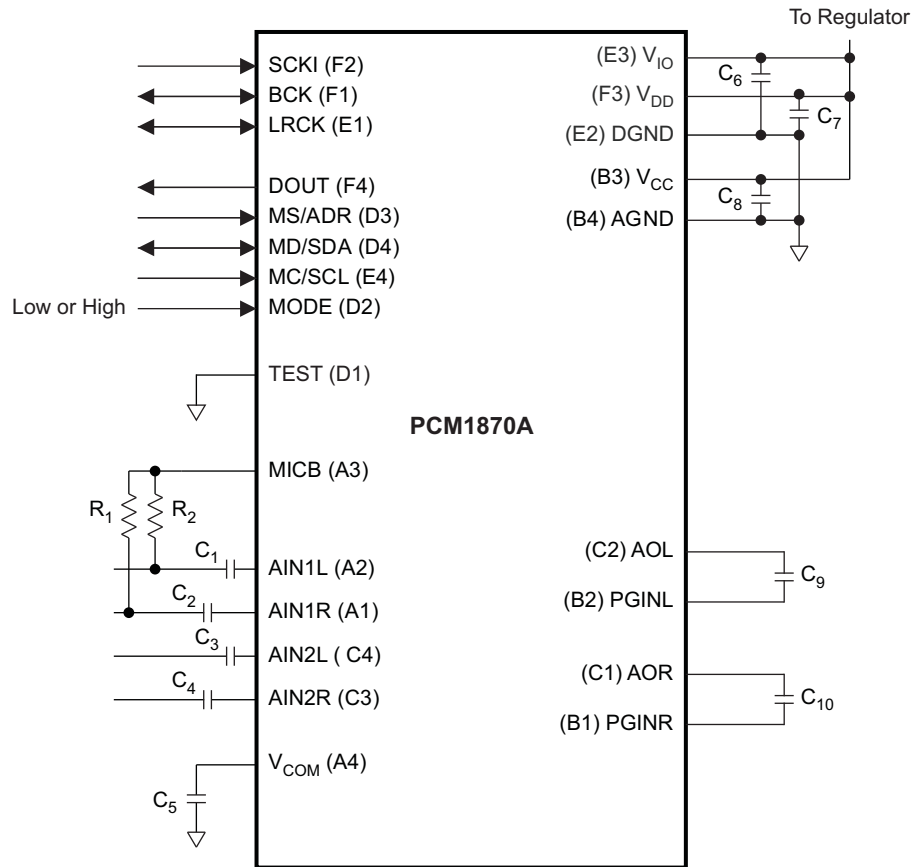 To Regulator
SCKI (F2)
BCK (F1)
LRCK (E1)
DOUT (F4)
MS/ADR (D3)
MD/SDA (D4)
MC/SCL (E4)
Low or High
MODE (D2)
TEST (D1)
PCM1870A
MICB (A3)
R1
R2
C1
AIN1L (A2)
C2
AIN1R (A1)
C3
AIN2L ( C4)
C4
AIN2R (C3)
VCOM (A4)
C5
(E3) VIO
C6
(F3) VDD
C7
(E2) DGND
(B3) VCC
C8
(B4) AGND
(C2) AOL
C9
(B2) PGINL
(C1) AOR
C10
(B1) PGINR